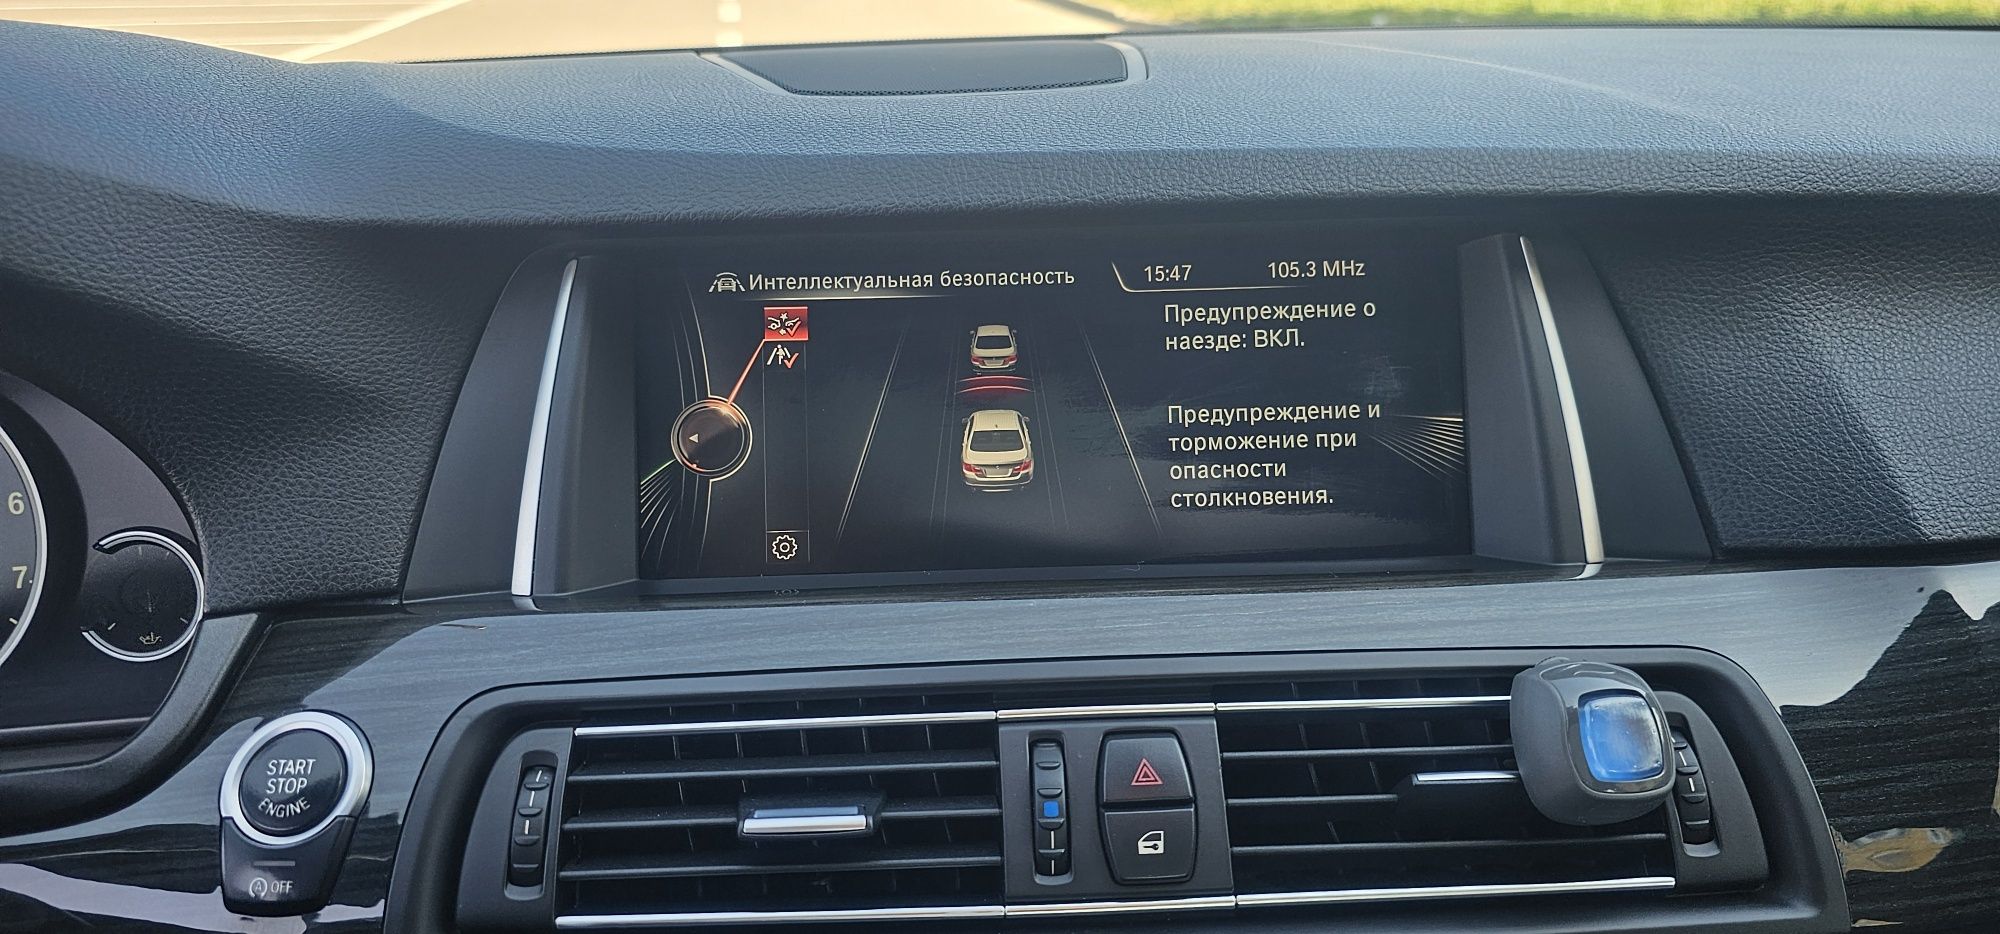 Интеллектуальная безопасность
15:47
105.3 MHz
Предупреждение о
наезде: ВКЛ.
Предупреждение и
торможение при
опасности
столкновения.
6
7
START
STOP
ENGINE
A OFF